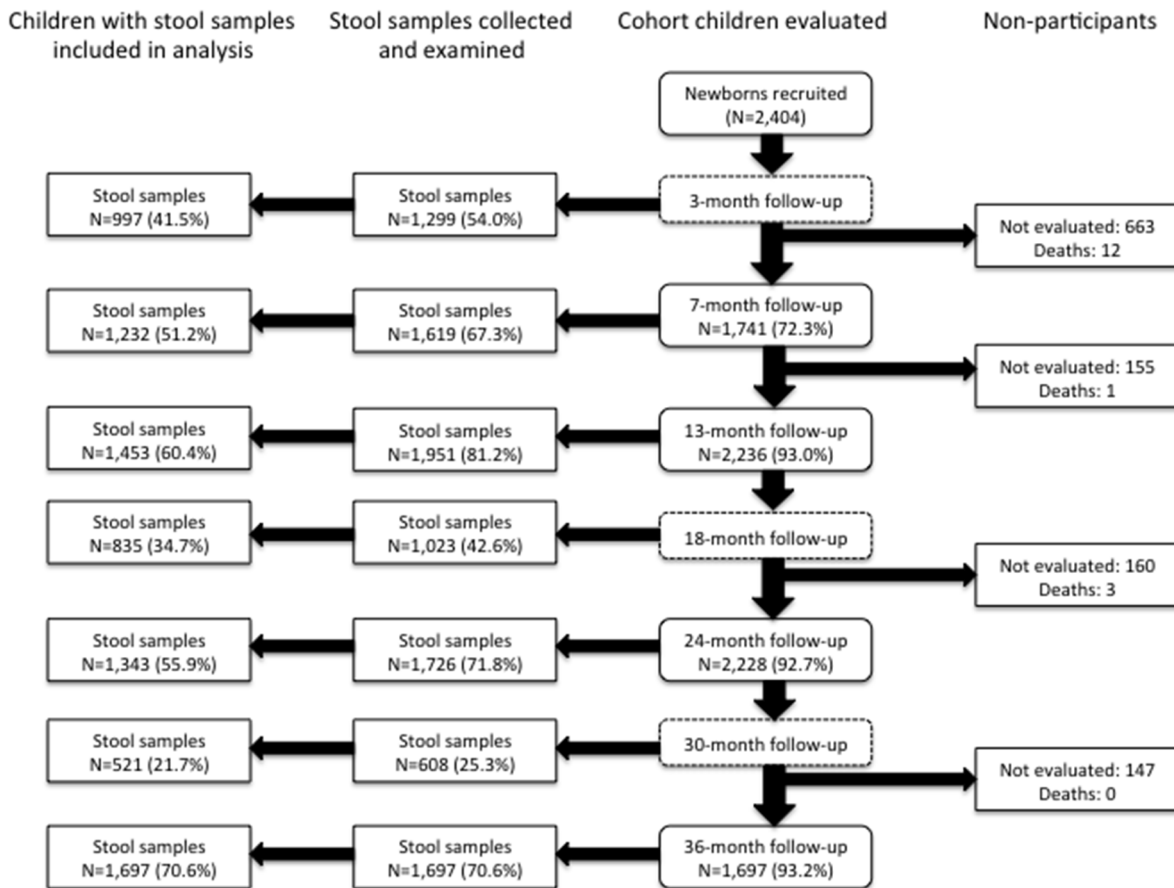 Children with stool samples
included in analysis
Stool samples collected
and examined
Cohort children evaluated
Non-participants
Newborns recruited
(N=2,404)
Stool samples
N=997 (41.5%)
Stool samples
N=1,299 (54.0%)
3-month follow-up
Not evaluated: 663
Deaths: 12
Stool samples
N=1,232 (51.2%)
Stool samples
N=1,619 (67.3%)
7-month follow-up
N=1,741 (72.3%)
Not evaluated: 155
Deaths: 1
Stool samples
N=1,453 (60.4%)
Stool samples
N=1,951 (81.2%)
13-month follow-up
N=2,236 (93.0%)
Stool samples
N=835 (34.7%)
Stool samples
N=1,023 (42.6%)
18-month follow-up
Not evaluated: 160
Deaths: 3
Stool samples
N=1,343 (55.9%)
Stool samples
N=1,726 (71.8%)
24-month follow-up
N=2,228 (92.7%)
Stool samples
N=521 (21.7%)
Stool samples
N=608 (25.3%)
30-month follow-up
Not evaluated: 147
Deaths: 0
Stool samples
N=1,697 (70.6%)
Stool samples
N=1,697 (70.6%)
36-month follow-up
N=1,697 (93.2%)